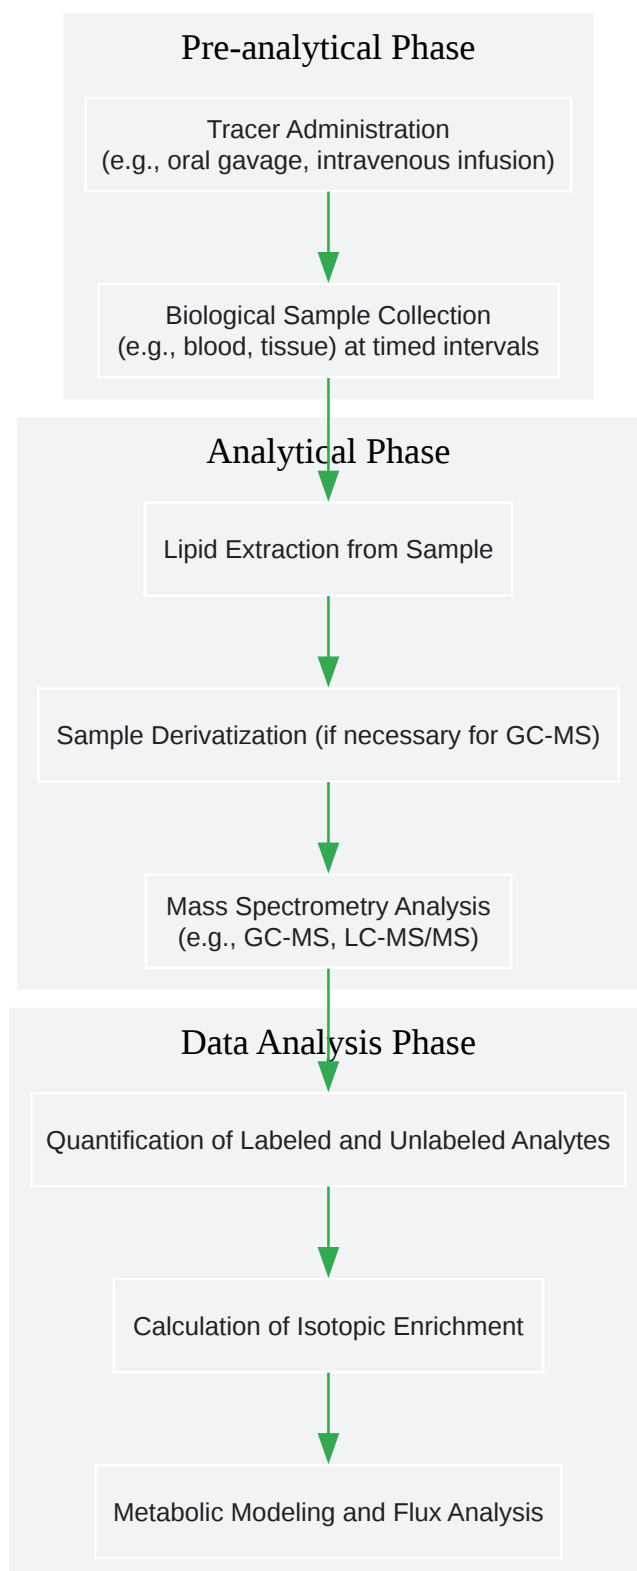 Pre-analytical Phase
Tracer Administration
(e.g., oral gavage, intravenous infusion)
Biological Sample Collection
(e.g., blood, tissue) at timed intervals
Analytical Phase
Lipid Extraction from Sample
Sample Derivatization (if necessary for GC-MS)
Mass Spectrometry Analysis
(e.g., GC-MS, LC-MS/MS)
Data Analysis Phase
Quantification of Labeled and Unlabeled Analytes
Calculation of Isotopic Enrichment
Metabolic Modeling and Flux Analysis